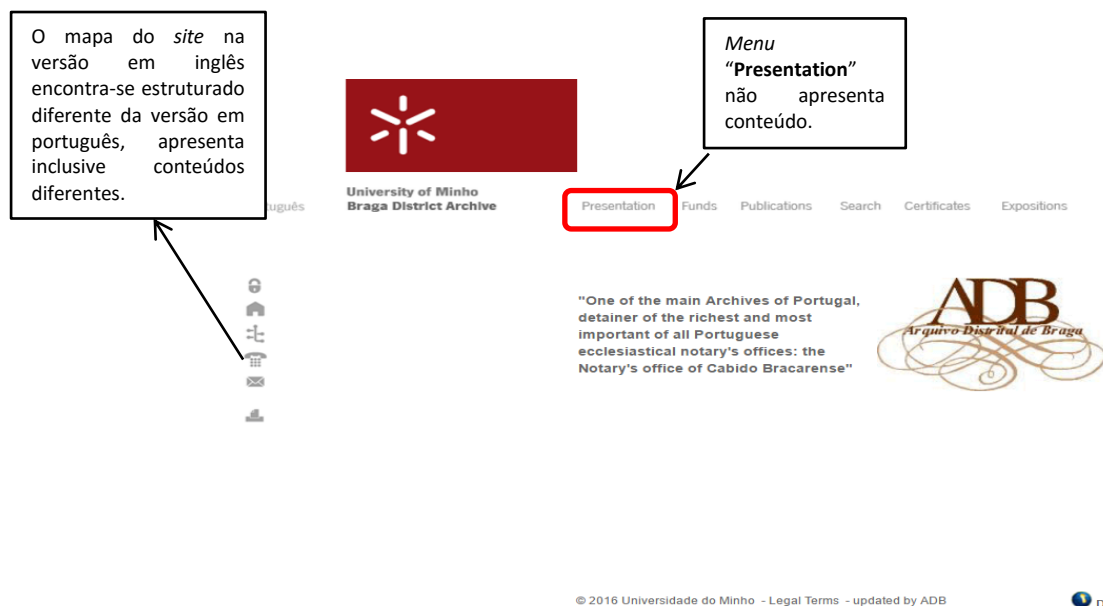 O mapa do site na
versão em inglês
encontra-se estruturado
diferente da versão em
português, apresenta
inclusive conteúdos
diferentes.
Menu
“Presentation”
não apresenta
conteúdo.
University of Minho
Braga District Archive
Presentation Funds Publications Search Certificates Expositions
"One of the main Archives of Portugal,
detainer of the richest and most
important of all Portuguese
ecclesiastical notary's offices: the
Notary's office of Cabido Bracarense"
ADB
Arquivo Distrital de Braga
© 2016 Universidade do Minho - Legal Terms - updated by ADB